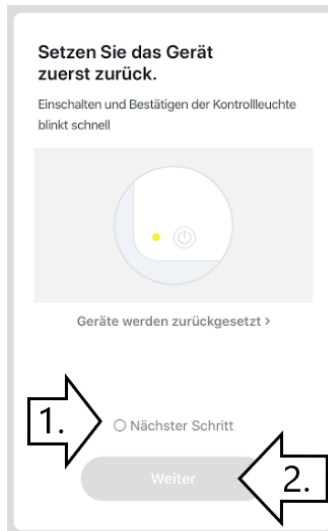 Setzen Sie das Gerät
zuerst zurück.
Einschalten und Bestätigen der Kontrollleuchte
blinkt schnell
Geräte werden zurückgesetzt >
1.
Nächster Schritt
Weiter
2.